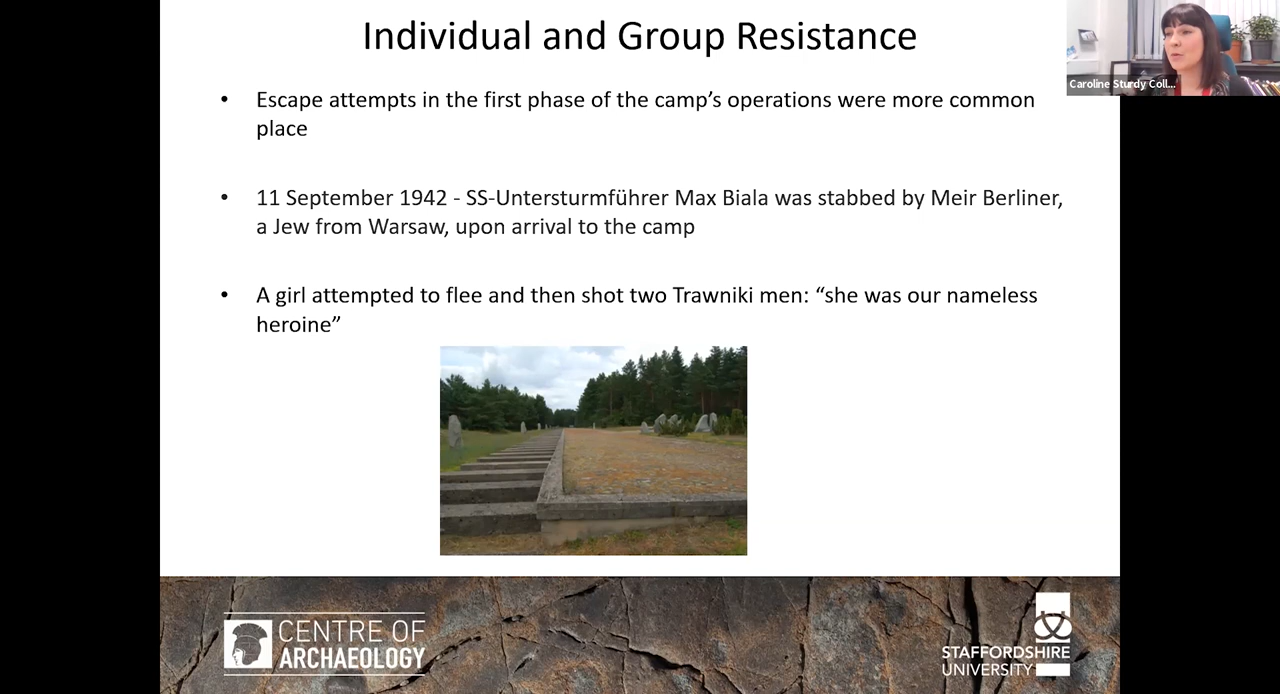 Individual and Group Resistance
Caroline Sturdy Coll...
• Escape attempts in the first phase of the camp’s operations were more common
place
• 11 September 1942 - SS-Untersturmführer Max Biala was stabbed by Meir Berliner,
a Jew from Warsaw, upon arrival to the camp
• A girl attempted to flee and then shot two Trawniki men: “she was our nameless
heroine”
CENTRE OF
ARCHAEOLOGY
STAFFORDSHIRE
UNIVERSITY